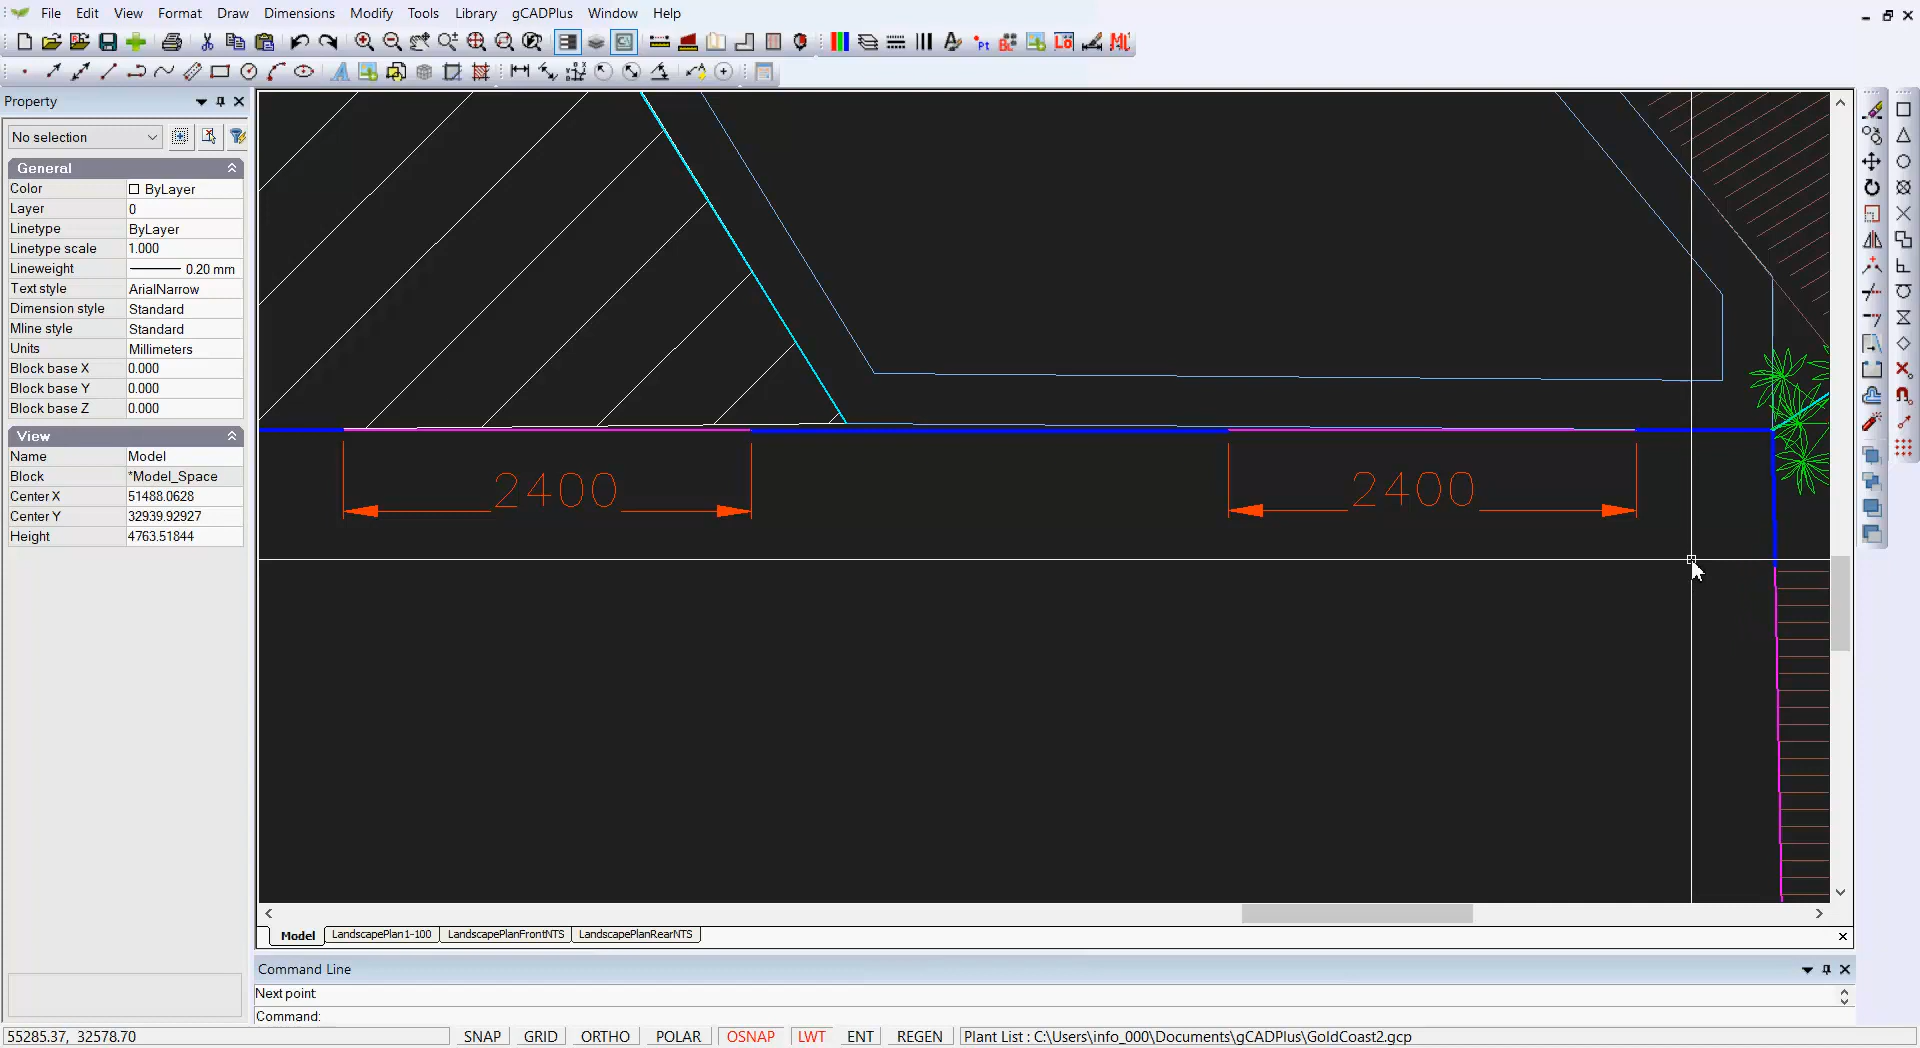 File Edit View Format Draw Dimensions Modify Tools Library gCADPlus Window Help
Pt Lo
Property
No selection
General
Color ByLayer
Layer 0
Linetype ByLayer
Linetype scale 1.000
Lineweight 0.20 mm
Text style ArialNarrow
Dimension style Standard
Mline style Standard
Units Millimeters
Block base X 0.000
Block base Y 0.000
Block base Z 0.000
View
Name Model
Block *Model_Space
Center X 51488.0628
Center Y 32939.92927
Height 4763.51844
2400 2400
Model LandscapePlan1-100 LandscapePlanFrontNTS LandscapePlanRearNTS
Command Line
Next point
Command:
55285.37, 32578.70 SNAP GRID ORTHO POLAR OSNAP LWT ENT REGEN Plant List : C:\Users\info_000\Documents\gCADPlus\GoldCoast2.gcp